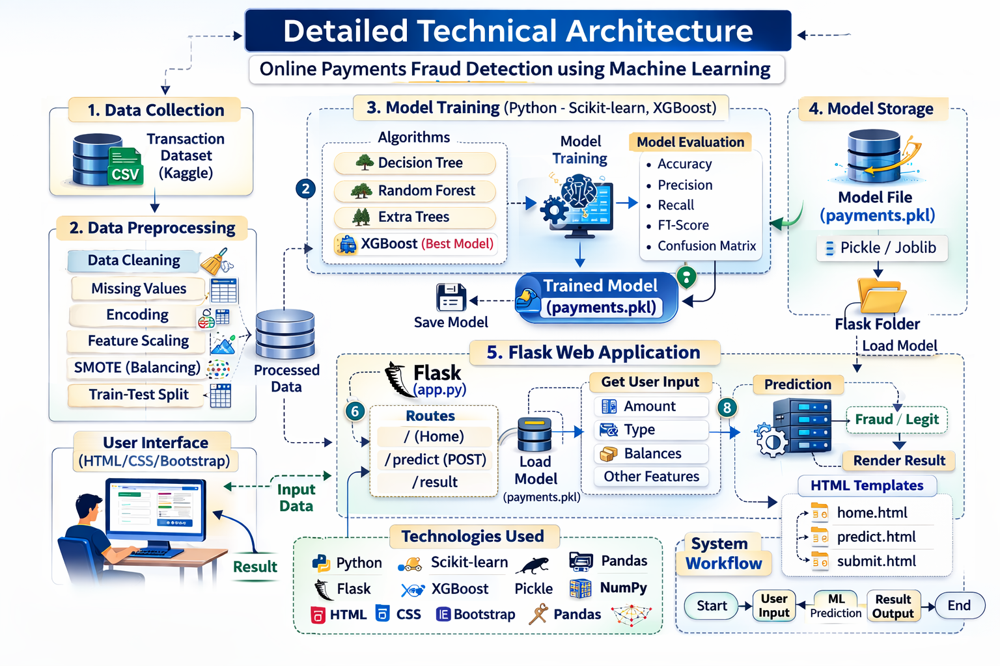 Detailed Technical Architecture
Online Payments Fraud Detection using Machine Learning
1. Data Collection
Transaction
Dataset
(Kaggle)
CSV
2. Data Preprocessing
Data Cleaning
Missing Values
Encoding
Feature Scaling
SMOTE (Balancing)
Train-Test Split
Processed
Data
2
3. Model Training (Python - Scikit-learn, XGBoost)
Algorithms
Decision Tree
Random Forest
Extra Trees
XGBoost (Best Model)
Model
Training
Model Evaluation
• Accuracy
• Precision
• Recall
• FT-Score
• Confusion Matrix
Trained Model
(payments.pkl)
Save Model
4. Model Storage
Model File
(payments.pkl)
Pickle / Joblib
Flask Folder
Load Model
5. Flask Web Application
Flask
(app.py)
6
Routes
/ (Home)
/predict (POST)
/result
Load
Model
(payments.pkl)
Get User Input
Amount
Type
Balances
Other Features
8
Prediction
Fraud / Legit
Render Result
HTML Templates
home.html
predict.html
submit.html
User Interface
(HTML/CSS/Bootstrap)
Input
Data
Result
Technologies Used
Python
Scikit-learn
Pandas
Flask
XGBoost
Pickle
NumPy
HTML
CSS
Bootstrap
Pandas
System
Workflow
Start
User
Input
ML
Prediction
Result
Output
End